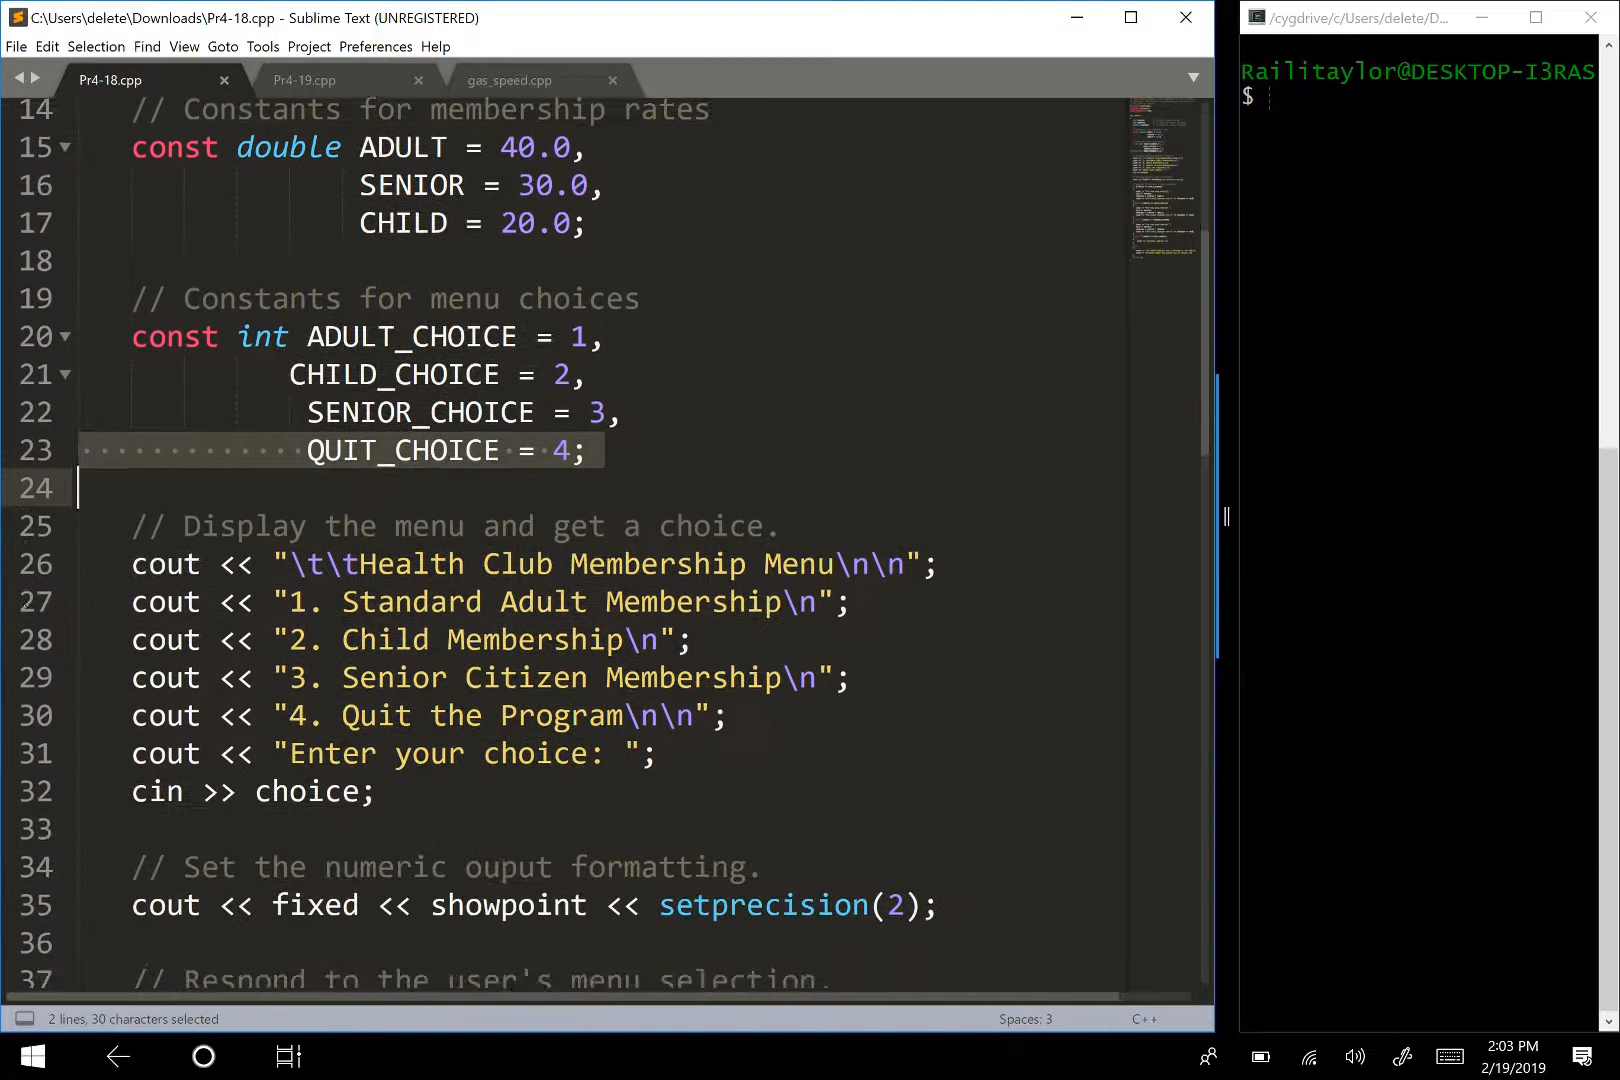 C:\Users\delete\Downloads\Pr4-18.cpp - Sublime Text (UNREGISTERED)
File Edit Selection Find View Goto Tools Project Preferences Help
Pr4-18.cpp Pr4-19.cpp gas_speed.cpp
14 // Constants for membership rates
15 const double ADULT = 40.0,
16 SENIOR = 30.0,
17 CHILD = 20.0;
18
19 // Constants for menu choices
20 const int ADULT_CHOICE = 1,
21 CHILD_CHOICE = 2,
22 SENIOR_CHOICE = 3,
23 QUIT_CHOICE = 4;
24
25 // Display the menu and get a choice.
26 cout << "\t\tHealth Club Membership Menu\n\n";
27 cout << "1. Standard Adult Membership\n";
28 cout << "2. Child Membership\n";
29 cout << "3. Senior Citizen Membership\n";
30 cout << "4. Quit the Program\n\n";
31 cout << "Enter your choice: ";
32 cin >> choice;
33
34 // Set the numeric ouput formatting.
35 cout << fixed << showpoint << setprecision(2);
36
37 // Respond to the user's menu selection.
2 lines, 30 characters selected
Spaces: 3
C++
/cygdrive/c/Users/delete/D...
Railitaylor@DESKTOP-I3RAS
$
2:03 PM
2/19/2019